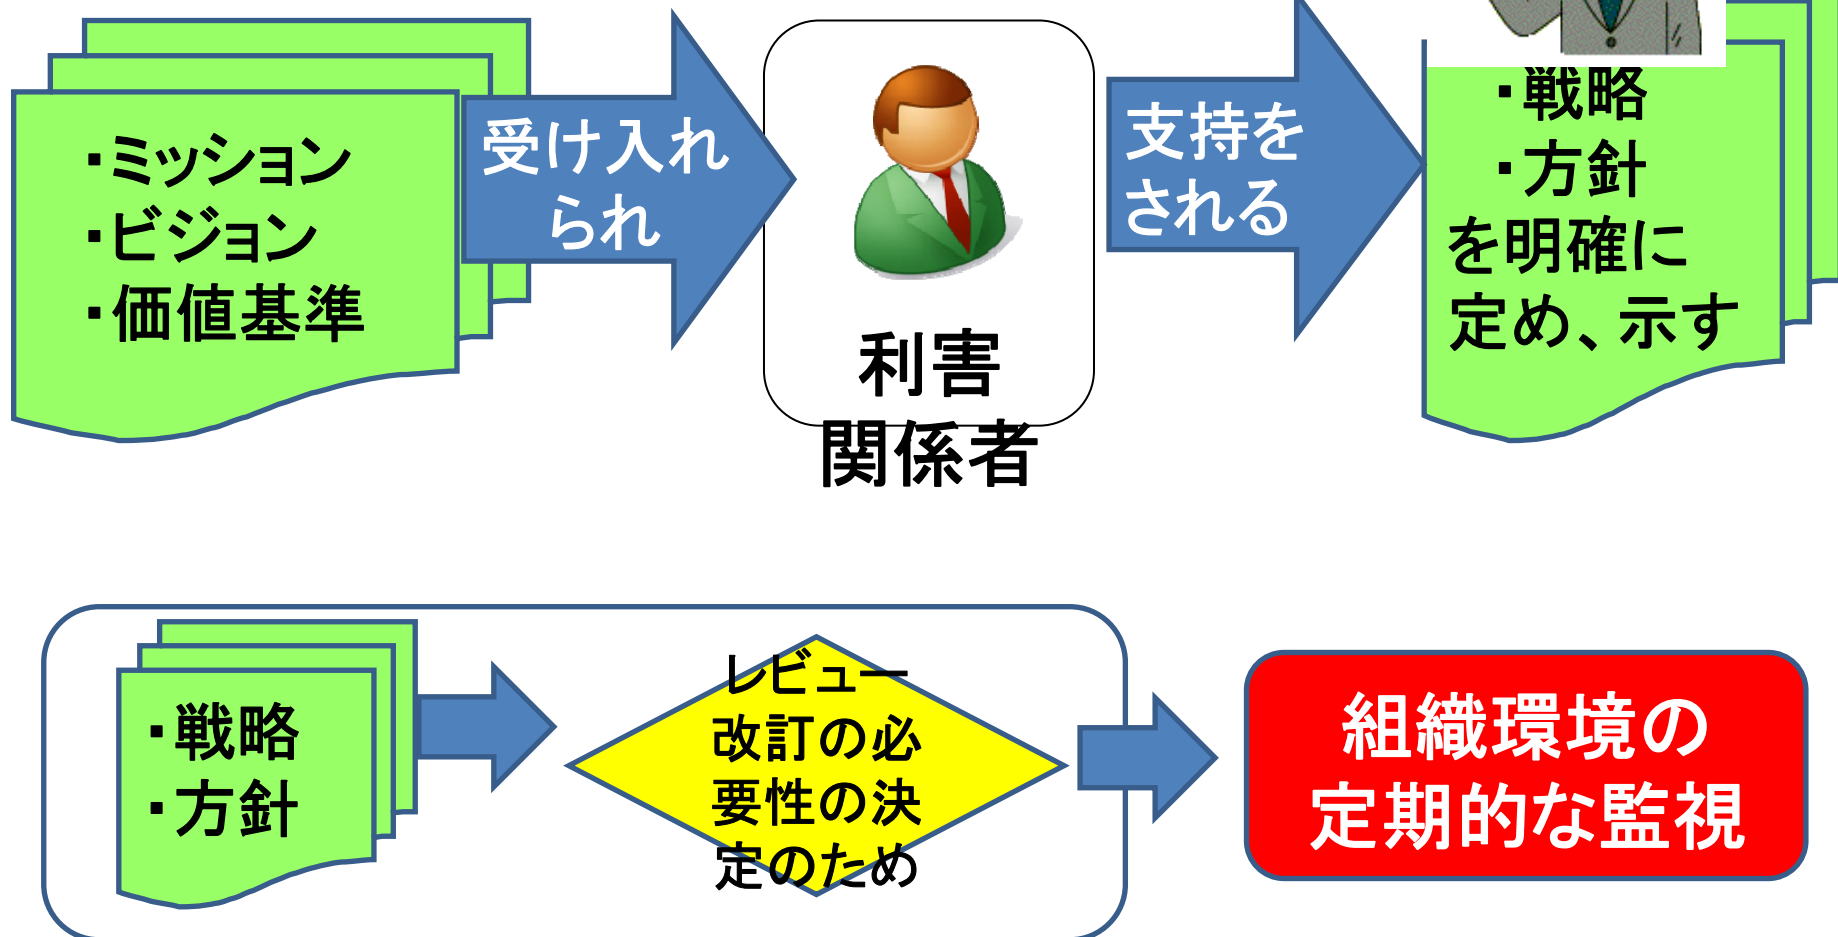 ・ミッション
・ビジョン
・価値基準
受け入れ
られ
利害
関係者
支持を
される
・戦略
・方針
を明確に
定め、示す
・戦略
・方針
レビュー
改訂の必
要性の決
定のため
組織環境の
定期的な監視